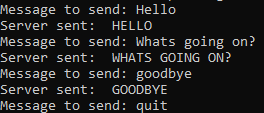 Message to send: Hello
Server sent:  HELLO
Message to send: Whats going on?
Server sent:  WHATS GOING ON?
Message to send: goodbye
Server sent:  GOODBYE
Message to send: quit